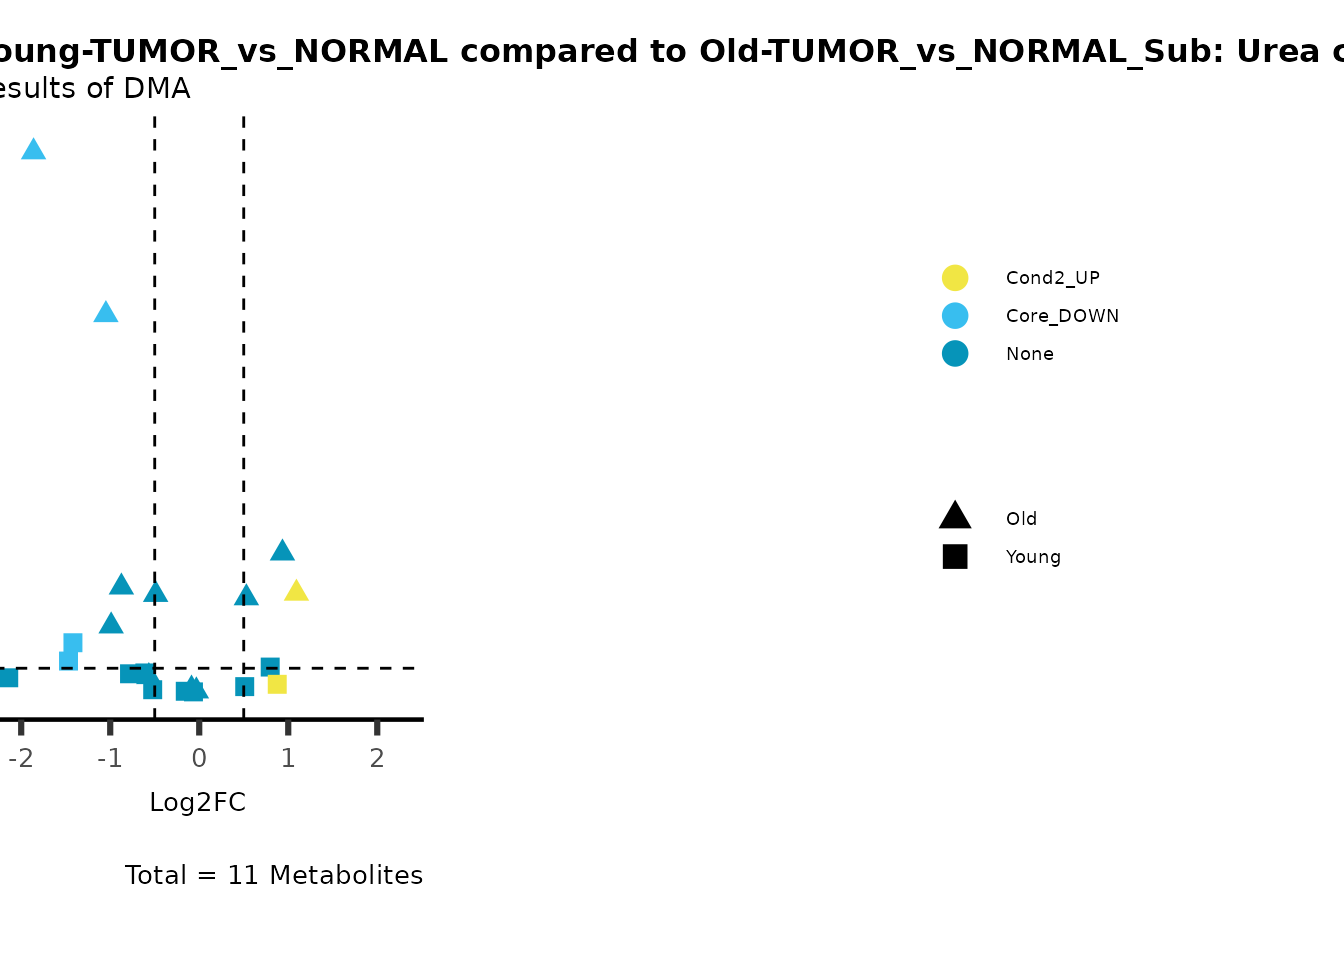 oung-TUMOR_vs_NORMAL compared to Old-TUMOR_vs_NORMAL_Sub: Urea c
esults of DMA
Cond2_UP
Core_DOWN
None
Old
Young
-2 -1 0 1 2
Log2FC
Total = 11 Metabolites